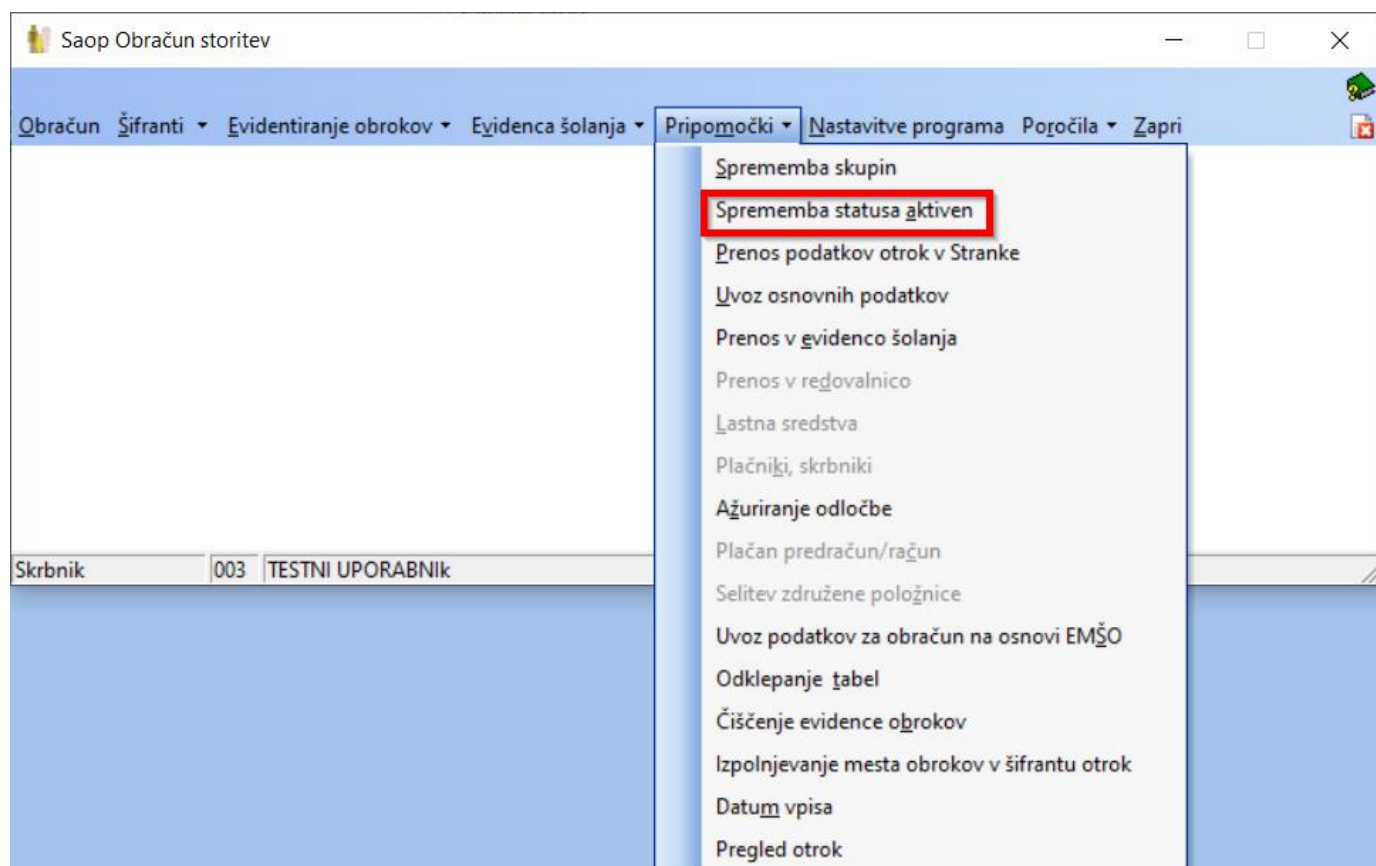 Saop Obračun storitev
Obračun Šifranti Evidentiranje obrokov Evidenca šolanja Pripomočki Nastavitve programa Poročila Zapri
Sprememba skupin
Sprememba statusa aktiven
Prenos podatkov otrok v Stranke
Uvoz osnovnih podatkov
Prenos v evidenco šolanja
Prenos v redovalnico
Lastna sredstva
Plačniki, skrbniki
Ažuriranje odločbe
Plačan predračun/račun
Skrbnik 003 TESTNI UPORABNIk
Selitev združene položnice
Uvoz podatkov za obračun na osnovi EMŠO
Odklepanje tabel
Čiščenje evidence obrokov
Izpolnjevanje mesta obrokov v šifrantu otrok
Datum vpisa
Pregled otrok